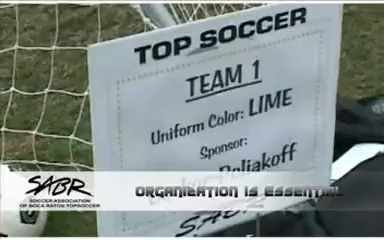 TOP SOCCER
TEAM 1
Uniform Color: LIME
Sponsor:
Poliakoff
SABR
SABR
SOCCER ASSOCIATION
OF BOCA RATON TOPSOCCER
ORGANIZATION IS ESSENTIAL